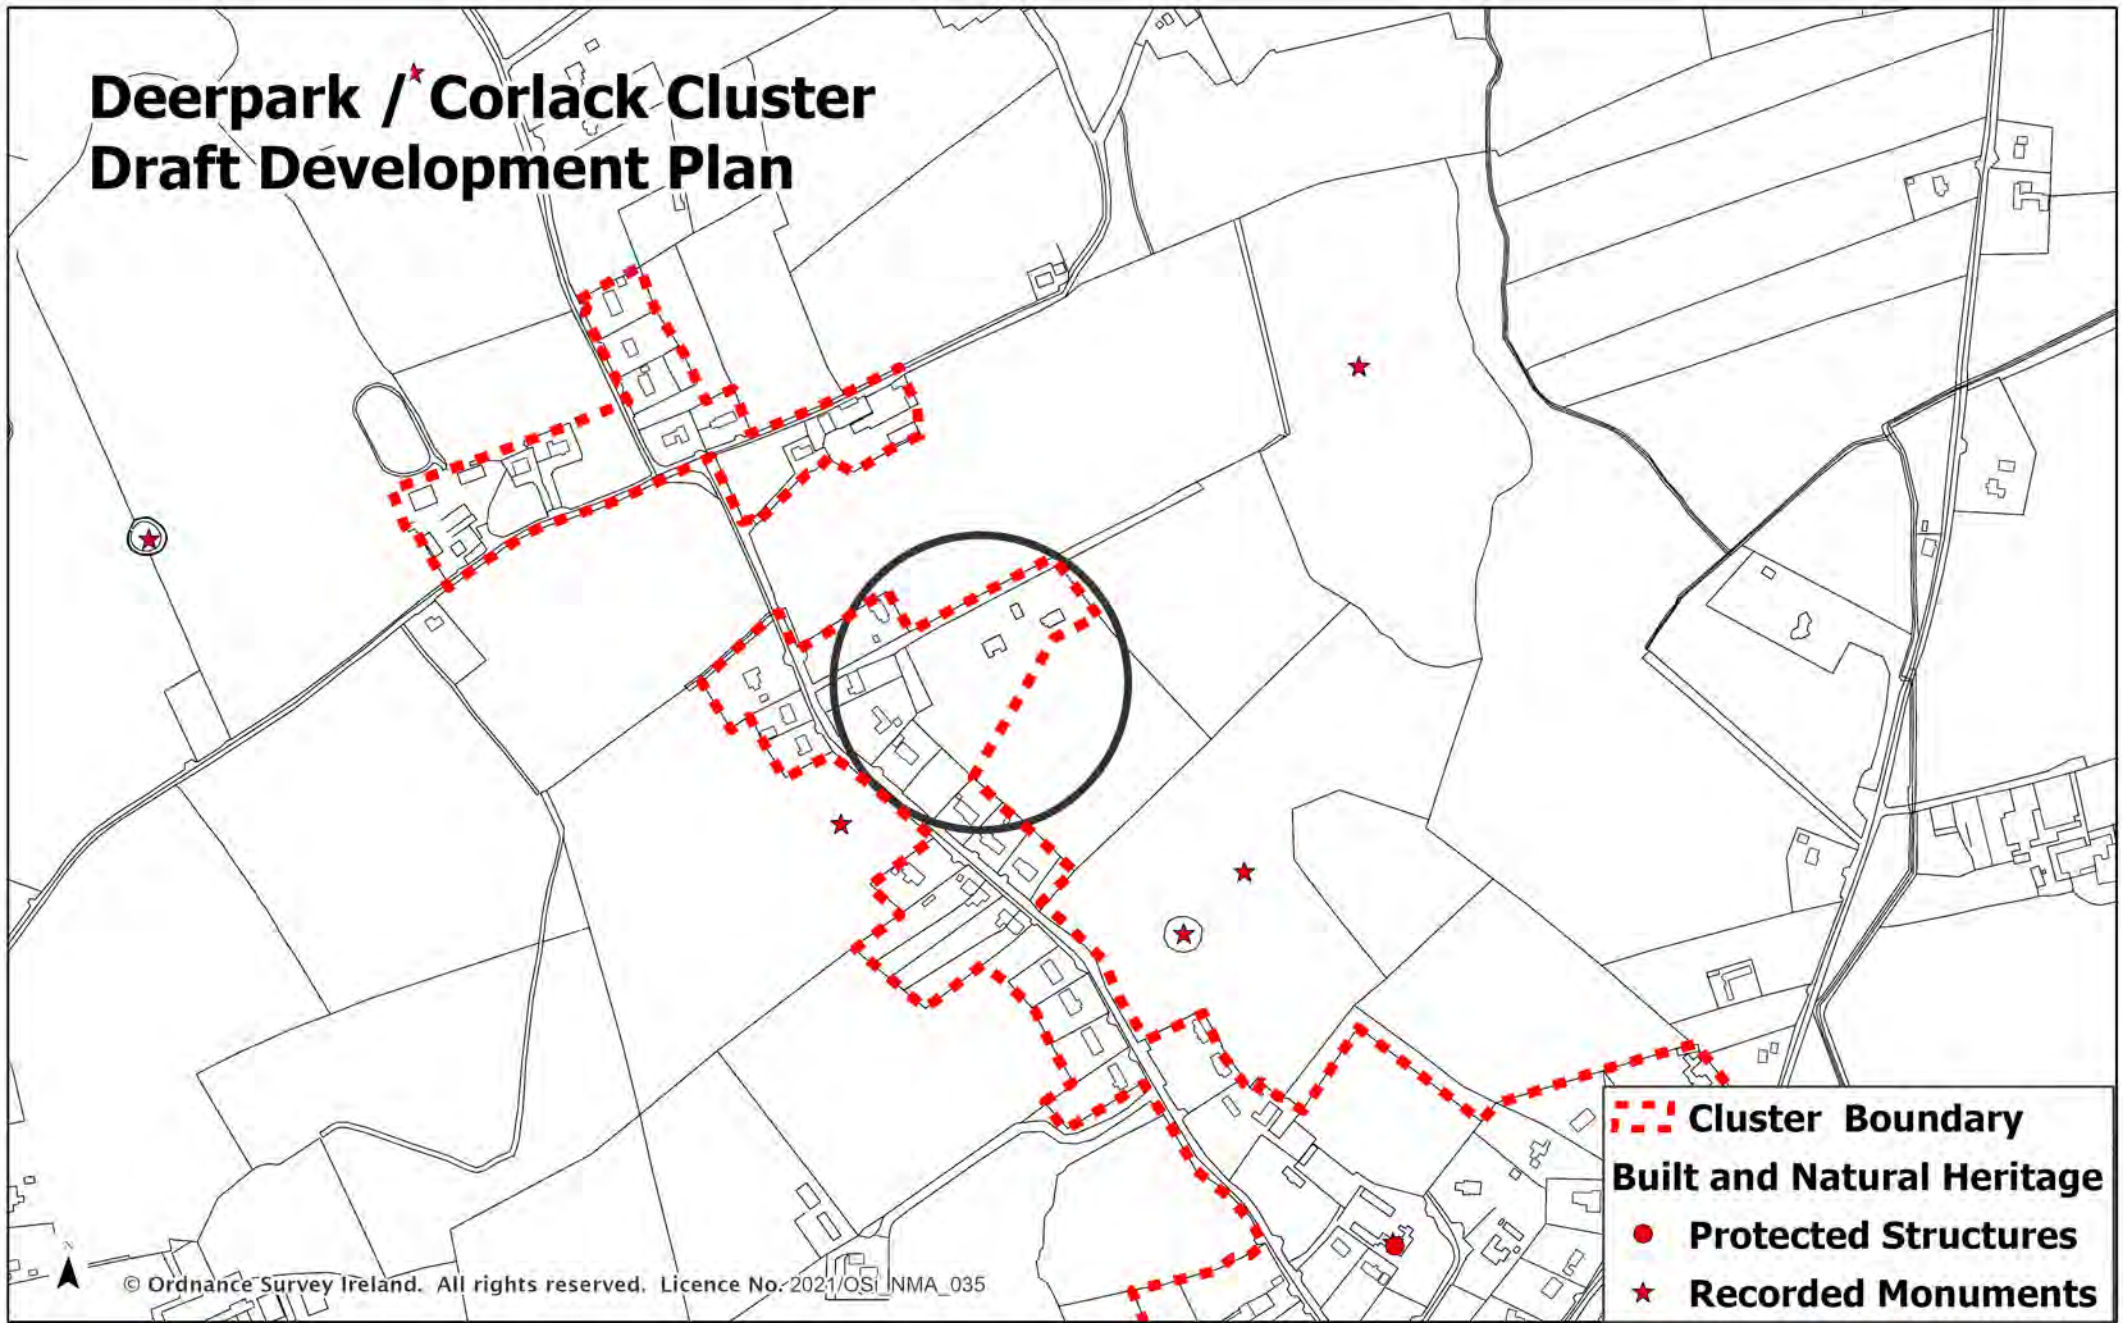 Deerpark / Corlack Cluster
Draft Development Plan
Cluster Boundary
Built and Natural Heritage
Protected Structures
Recorded Monuments
N
© Ordnance Survey Ireland. All rights reserved. Licence No. 2021/OSi_NMA_035